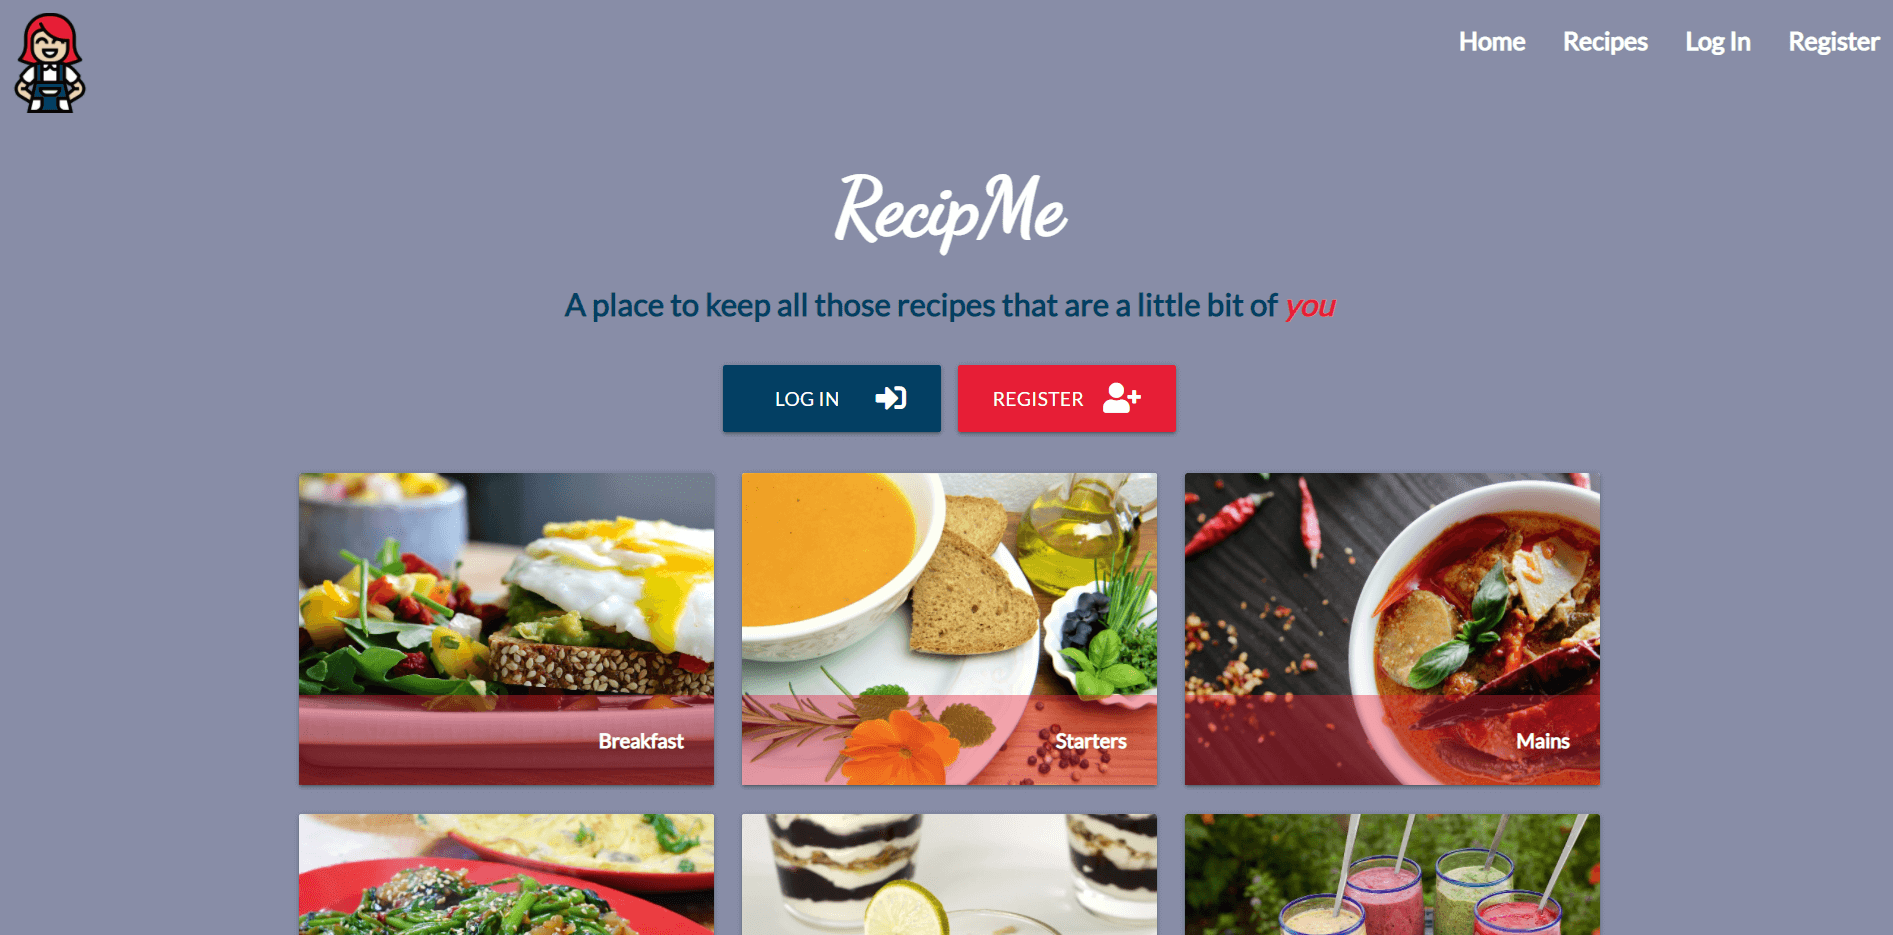 Home Recipes Log In Register
RecipMe
A place to keep all those recipes that are a little bit of you
LOG IN REGISTER
Breakfast Starters Mains